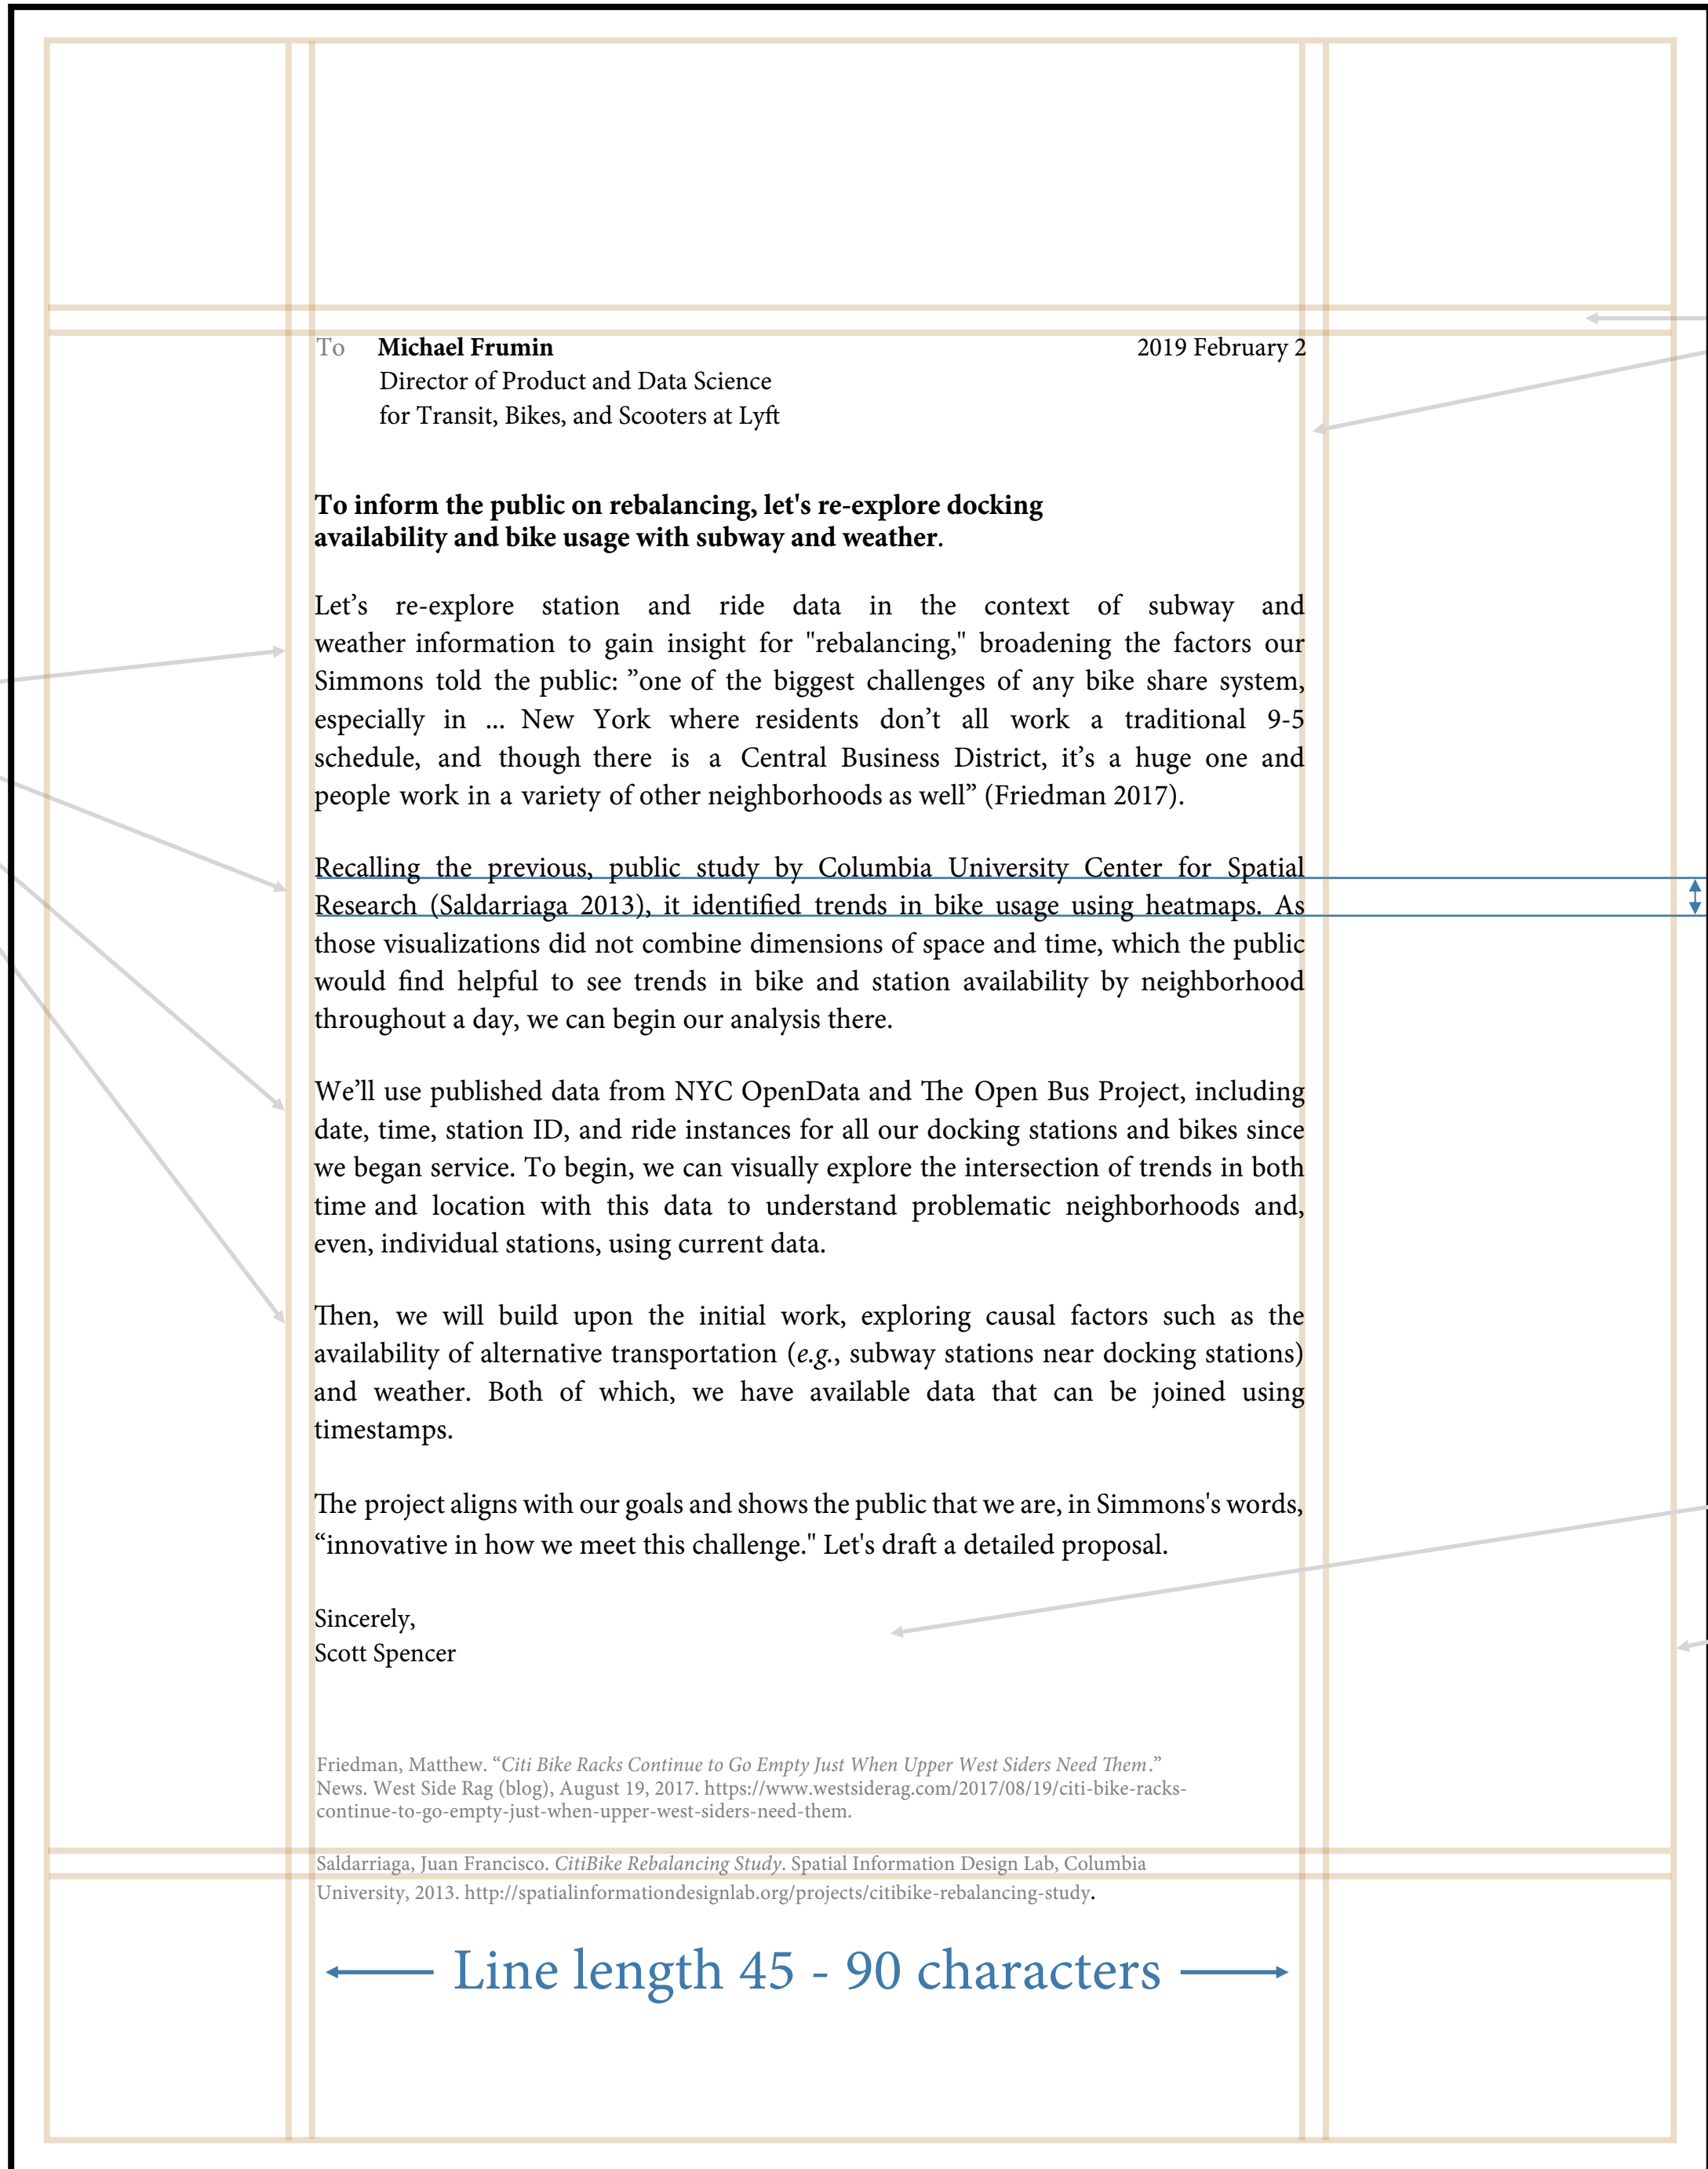 To Michael Frumin 2019 February 2
Director of Product and Data Science
for Transit, Bikes, and Scooters at Lyft
To inform the public on rebalancing, let's re-explore docking
availability and bike usage with subway and weather.
Let’s re-explore station and ride data in the context of subway and
weather information to gain insight for "rebalancing," broadening the factors our
Simmons told the public: ”one of the biggest challenges of any bike share system,
especially in ... New York where residents don’t all work a traditional 9-5
schedule, and though there is a Central Business District, it’s a huge one and
people work in a variety of other neighborhoods as well” (Friedman 2017).
Recalling the previous, public study by Columbia University Center for Spatial
Research (Saldarriaga 2013), it identified trends in bike usage using heatmaps. As
those visualizations did not combine dimensions of space and time, which the public
would find helpful to see trends in bike and station availability by neighborhood
throughout a day, we can begin our analysis there.
We’ll use published data from NYC OpenData and The Open Bus Project, including
date, time, station ID, and ride instances for all our docking stations and bikes since
we began service. To begin, we can visually explore the intersection of trends in both
time and location with this data to understand problematic neighborhoods and,
even, individual stations, using current data.
Then, we will build upon the initial work, exploring causal factors such as the
availability of alternative transportation (e.g., subway stations near docking stations)
and weather. Both of which, we have available data that can be joined using
timestamps.
The project aligns with our goals and shows the public that we are, in Simmons's words,
“innovative in how we meet this challenge." Let's draft a detailed proposal.
Sincerely,
Scott Spencer
Friedman, Matthew. “Citi Bike Racks Continue to Go Empty Just When Upper West Siders Need Them.”
News. West Side Rag (blog), August 19, 2017. https://www.westsiderag.com/2017/08/19/citi-bike-racks-
continue-to-go-empty-just-when-upper-west-siders-need-them.
Saldarriaga, Juan Francisco. CitiBike Rebalancing Study. Spatial Information Design Lab, Columbia
University, 2013. http://spatialinformationdesignlab.org/projects/citibike-rebalancing-study.
Line length 45 - 90 characters